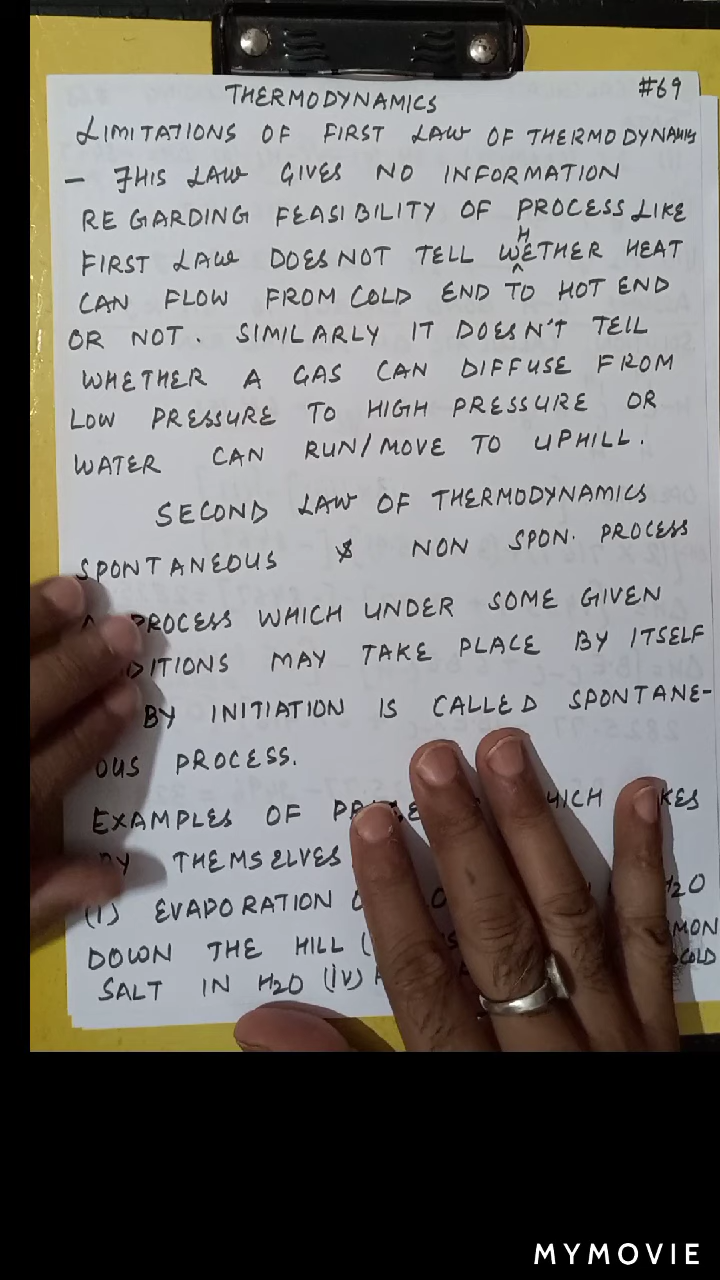 THERMODYNAMICS #69
LIMITATIONS OF FIRST LAW OF THERMODYNAMICS
- THIS LAW GIVES NO INFORMATION
REGARDING FEASIBILITY OF PROCESS LIKE
FIRST LAW DOES NOT TELL WHETHER HEAT
CAN FLOW FROM COLD END TO HOT END
OR NOT. SIMILARLY IT DOESN'T TELL
WHETHER A GAS CAN DIFFUSE FROM
LOW PRESSURE TO HIGH PRESSURE OR
WATER CAN RUN/MOVE TO UPHILL.
SECOND LAW OF THERMODYNAMICS
SPONTANEOUS & NON SPON. PROCESS
PROCESS WHICH UNDER SOME GIVEN
MAY TAKE PLACE BY ITSELF
BY INITIATION IS CALLED SPONTANE-
OUS PROCESS.
EXAMPLES OF WHICH
BY THEMSELVES
(I) EVAPORATION H2O
DOWN THE HILL
SALT IN H2O (IV) COLD
MYMOVIE